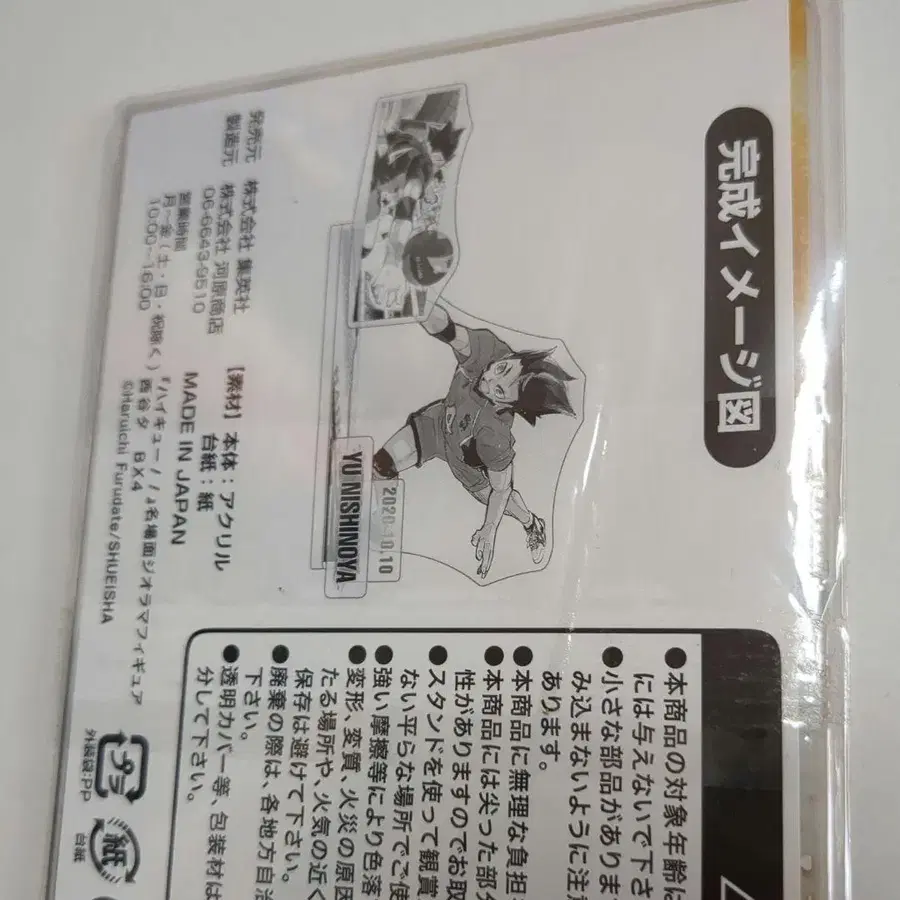 完成イメージ図
2020.10.10
YU NISHINOYA
発売元 株式会社 集英社
製造元 株式会社 河原商店
06-6643-9510
営業時間
月〜金(土・日・祝除く)
10:00~16:00
【素材】本体:アクリル
台紙:紙
MADE IN JAPAN
『ハイキュー!!』名場面ジオラマフィギュア
西谷夕 BX4
©Haruichi Furudate/SHUEISHA
●本商品の対象年齢は
には与えないで下さ
●小さな部品がありま
み込まないように注意
あります。
●本商品に無理な負担
●本商品には尖った部分
性がありますのでお取
●スタンドを使って観賞
ない平らな場所でご使
●強い摩擦等により色落
●変形、変質、火災の原因
たる場所や、火気の近く
保存は避けて下さい。
●廃棄の際は、各地方自治
下さい。
●透明カバー等、包装材は
分して下さい。
プラ
外装袋:PP
紙
台紙